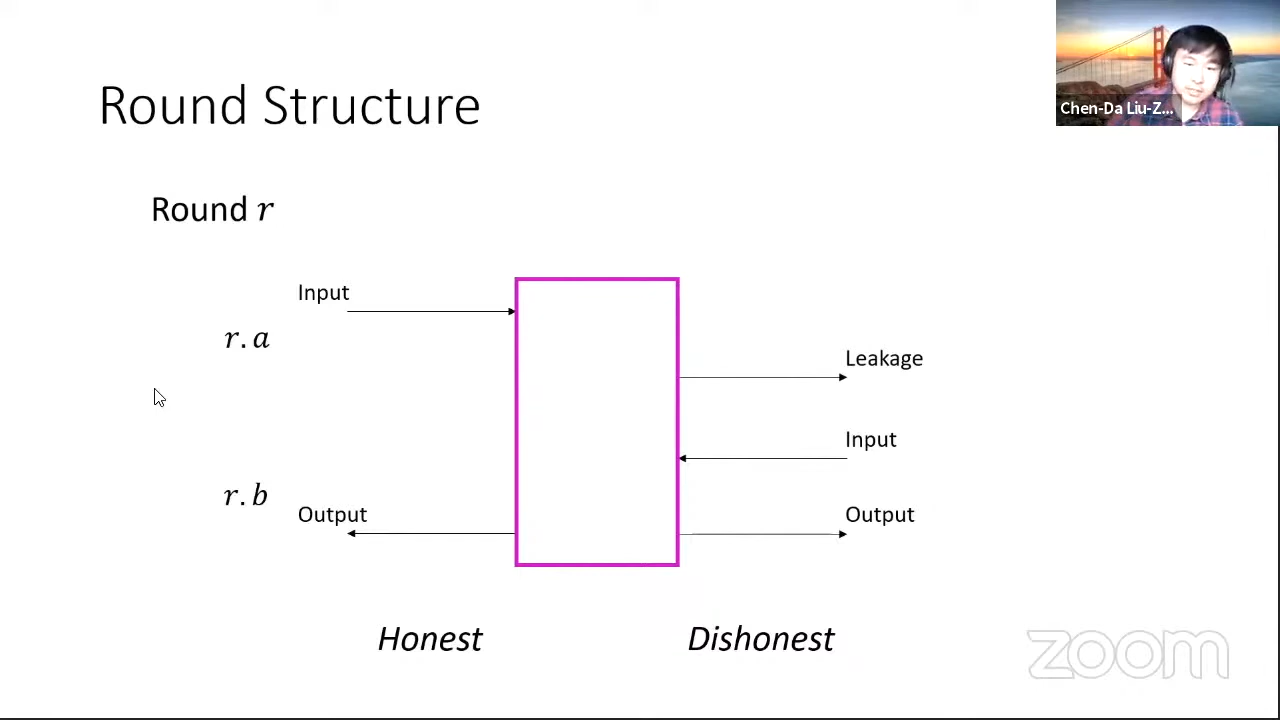 Round Structure
Chen-Da Liu-Z...
Round r
Input
r.a
Leakage
Input
r.b
Output
Output
Honest
Dishonest
zoom